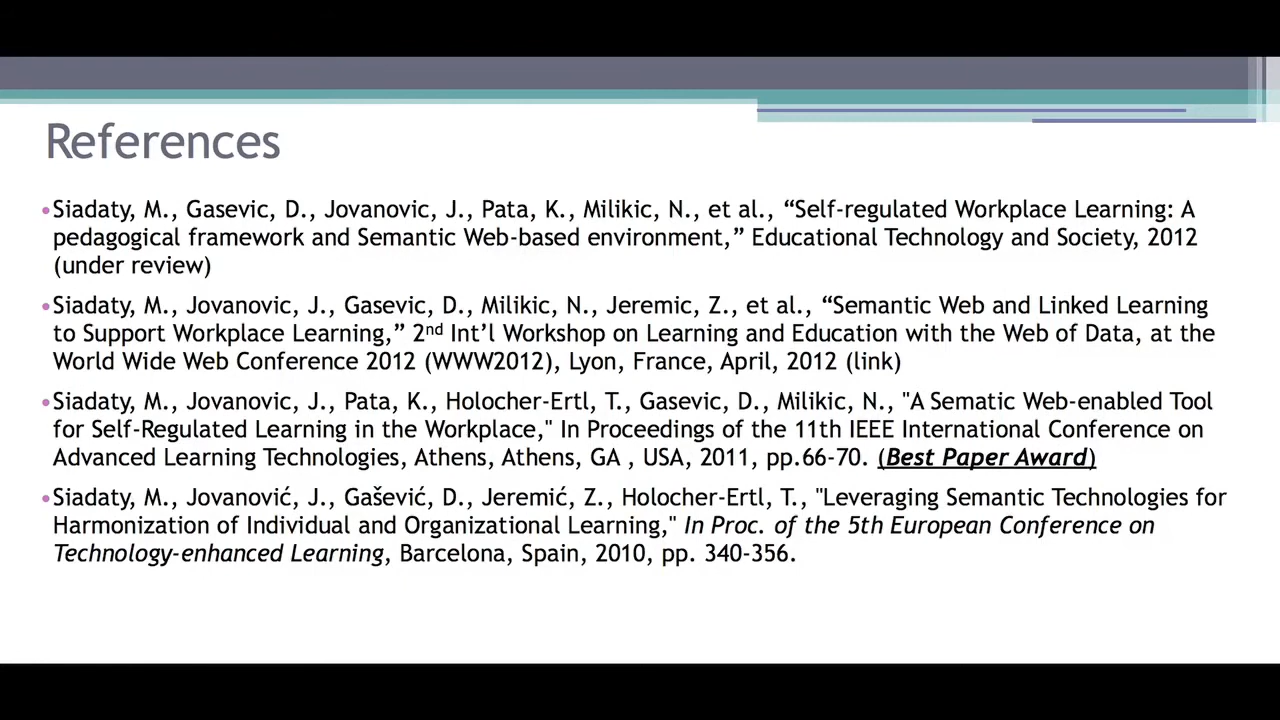 References
•Siadaty, M., Gasevic, D., Jovanovic, J., Pata, K., Milikic, N., et al., “Self-regulated Workplace Learning: A
pedagogical framework and Semantic Web-based environment,” Educational Technology and Society, 2012
(under review)
•Siadaty, M., Jovanovic, J., Gasevic, D., Milikic, N., Jeremic, Z., et al., “Semantic Web and Linked Learning
to Support Workplace Learning,” 2nd Int’l Workshop on Learning and Education with the Web of Data, at the
World Wide Web Conference 2012 (WWW2012), Lyon, France, April, 2012 (link)
•Siadaty, M., Jovanovic, J., Pata, K., Holocher-Ertl, T., Gasevic, D., Milikic, N., "A Sematic Web-enabled Tool
for Self-Regulated Learning in the Workplace," In Proceedings of the 11th IEEE International Conference on
Advanced Learning Technologies, Athens, Athens, GA , USA, 2011, pp.66-70. (Best Paper Award)
•Siadaty, M., Jovanović, J., Gašević, D., Jeremić, Z., Holocher-Ertl, T., "Leveraging Semantic Technologies for
Harmonization of Individual and Organizational Learning," In Proc. of the 5th European Conference on
Technology-enhanced Learning, Barcelona, Spain, 2010, pp. 340-356.